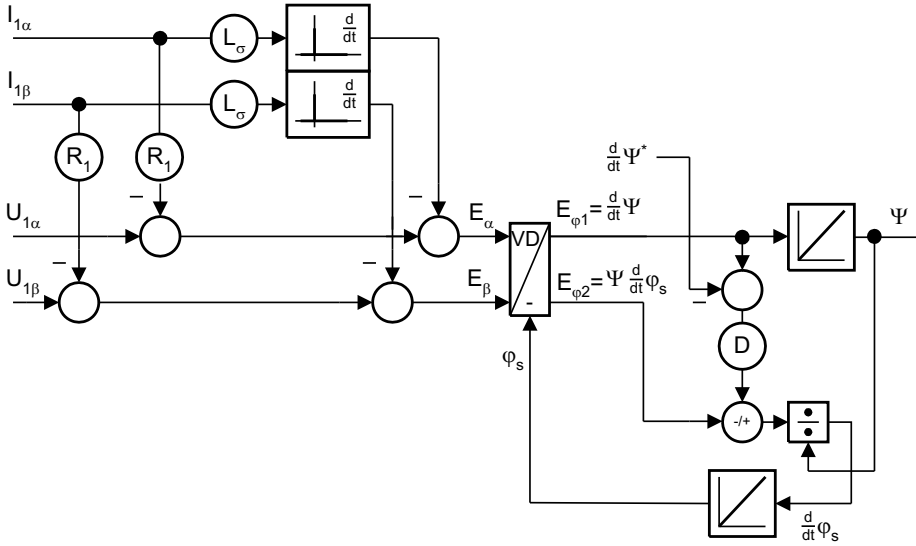 I1α
d/dt
Lσ
I1β
d/dt
Lσ
R1
R1
d/dt Ψ*
−
−
U1α
Eα
Eφ1= d/dt Ψ
Ψ
VD
−
−
U1β
Eβ
Eφ2= Ψ d/dt φs
-
−
φs
D
-/+
÷
d/dt φs